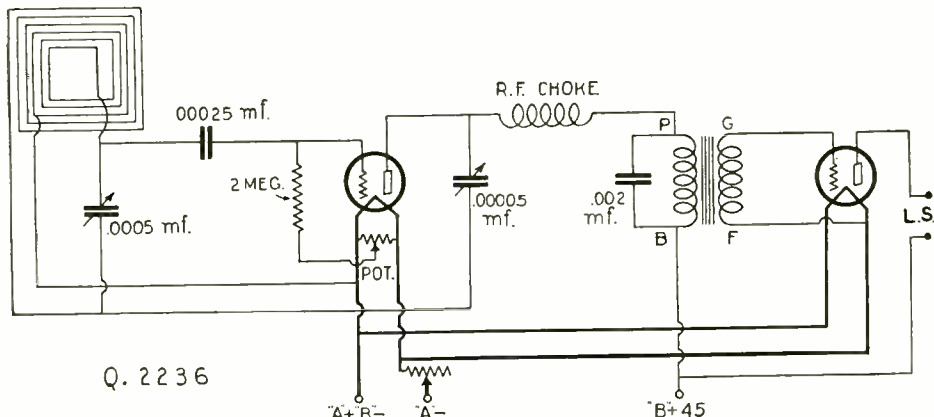 R.F. CHOKE
.00025 mf.
P
G
2 MEG.
.00005
mf.
.002
mf.
.0005 mf.
L.S.
B
F
POT.
Q. 2236
"A"+"B"-
"A"-
"B"+45